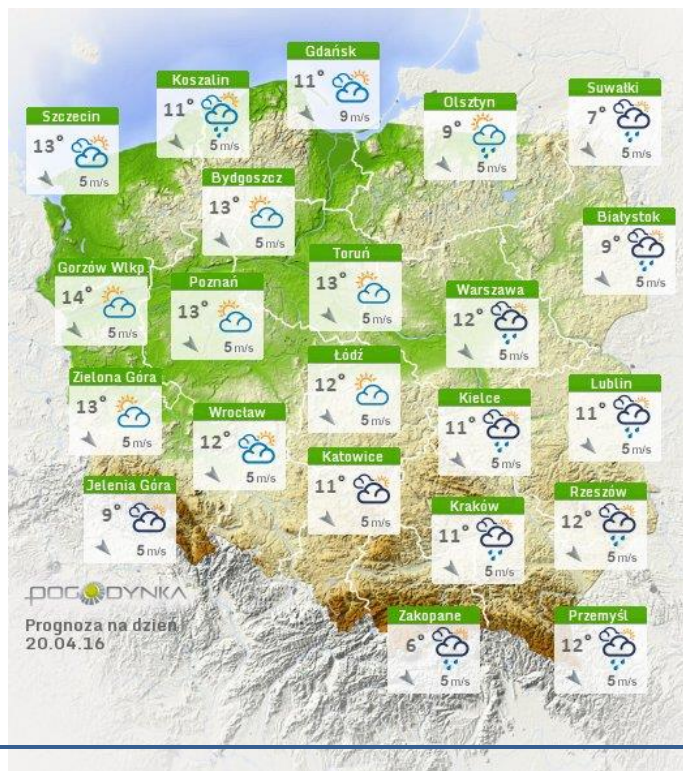 Gdańsk
11°
9 m/s
Koszalin
11°
5 m/s
Suwałki
7°
5 m/s
Olsztyn
9°
5 m/s
Szczecin
13°
5 m/s
Bydgoszcz
13°
5 m/s
Białystok
9°
5 m/s
Toruń
13°
5 m/s
Gorzów Wlkp
14°
5 m/s
Poznań
13°
5 m/s
Warszawa
12°
5 m/s
Łódź
12°
5 m/s
Zielona Góra
13°
5 m/s
Lublin
11°
5 m/s
Kielce
11°
5 m/s
Wrocław
12°
5 m/s
Katowice
11°
5 m/s
Jelenia Góra
9°
5 m/s
Rzeszów
12°
5 m/s
Kraków
11°
5 m/s
POGODYNKA
Prognoza na dzień
20.04.16
Zakopane
6°
5 m/s
Przemyśl
12°
5 m/s